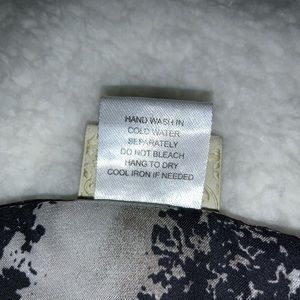 HAND WASH IN
COLD WATER
SEPARATELY
DO NOT BLEACH
HANG TO DRY
COOL IRON IF NEEDED